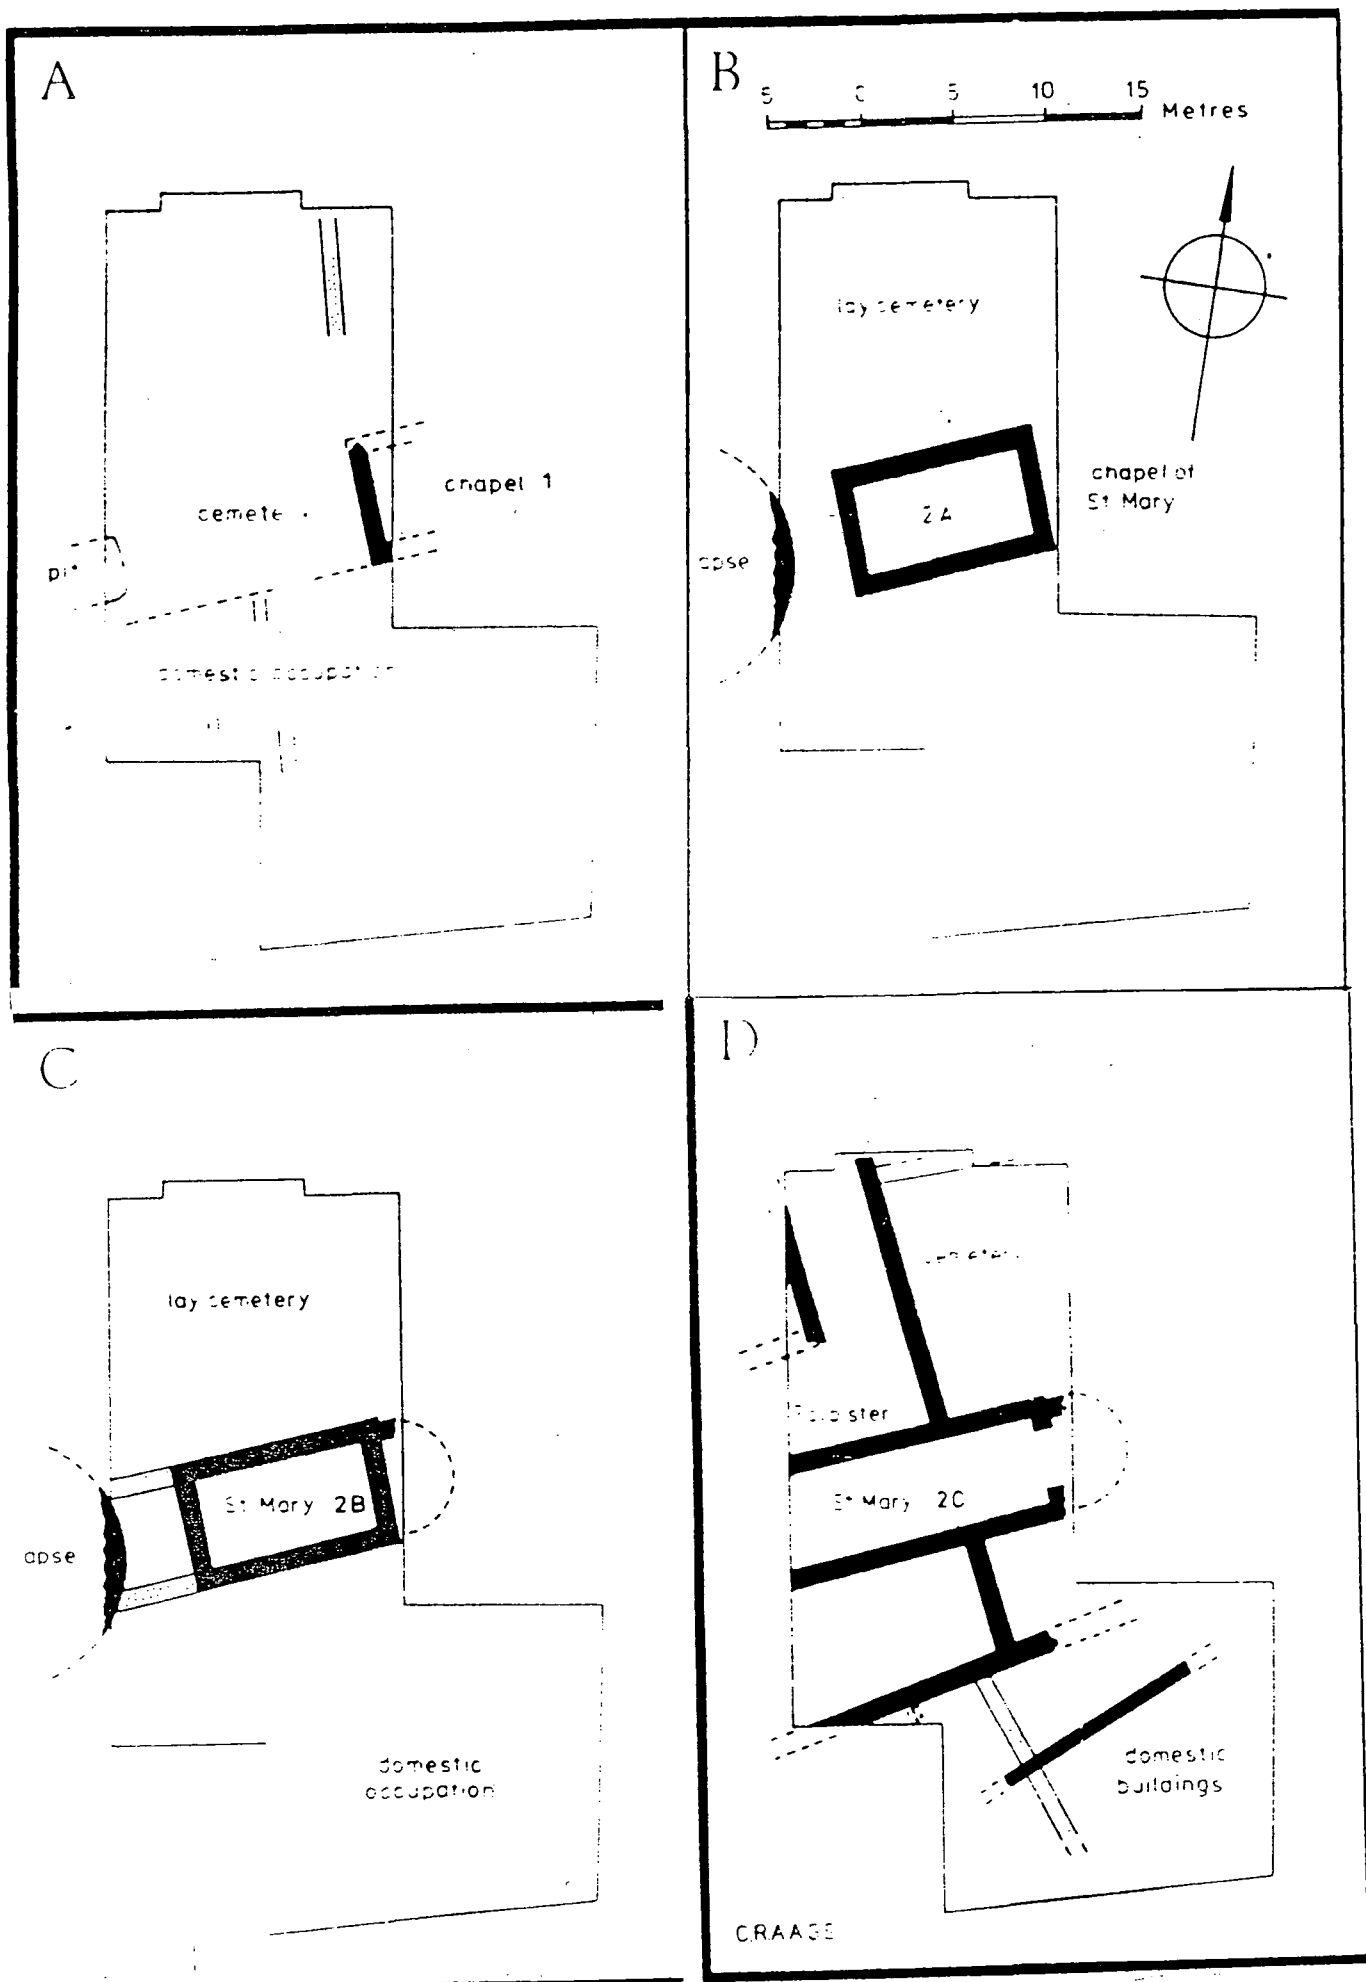 A
cemete
chapel 1
B
5 0 5 10 15
Metres
lay cemetery
apse
2A
chapel of
St Mary
C
lay cemetery
apse
St Mary 2B
domestic
occupation
D
St Mary 2C
domestic
buildings